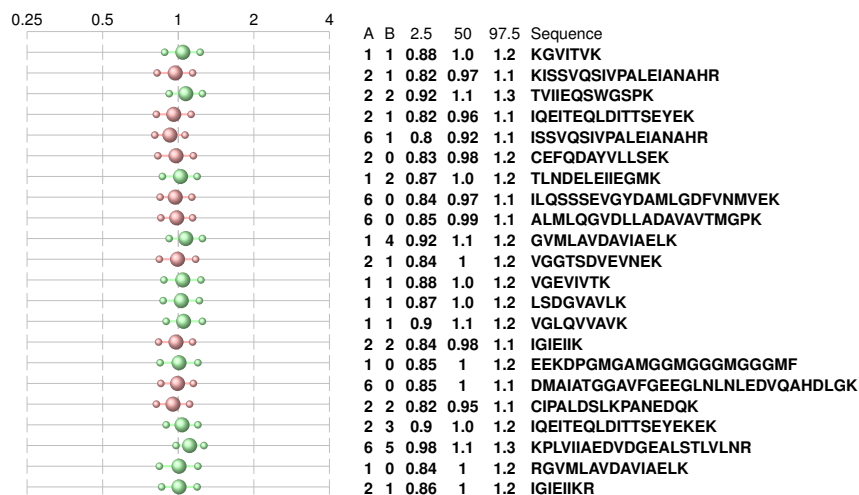 0.25 0.5 1 2 4
A B 2.5 50 97.5 Sequence
1 1 0.88 1.0 1.2 KGVITVK
2 1 0.82 0.97 1.1 KISSVQSIVPALEIANAHR
2 2 0.92 1.1 1.3 TVIIEQSWGSPK
2 1 0.82 0.96 1.1 IQEITEQLDITTSEYEK
6 1 0.8 0.92 1.1 ISSVQSIVPALEIANAHR
2 0 0.83 0.98 1.2 CEFQDAYVLLSEK
1 2 0.87 1.0 1.2 TLNDELEIIEGMK
6 0 0.84 0.97 1.1 ILQSSSEVGYDAMLGDFVNMVEK
6 0 0.85 0.99 1.1 ALMLQGVDLLADAVAVTMGPK
1 4 0.92 1.1 1.2 GVMLAVDAVIAELK
2 1 0.84 1 1.2 VGGTSDVEVNEK
1 1 0.88 1.0 1.2 VGEVIVTK
1 1 0.87 1.0 1.2 LSDGVAVLK
1 1 0.9 1.1 1.2 VGLQVVAVK
2 2 0.84 0.98 1.1 IGIEIIK
1 0 0.85 1 1.2 EEKDPGMGAMGGMGGGMGGGMF
6 0 0.85 1 1.1 DMAIATGGAVFGEEGLNLNLEDVQAHDLGK
2 2 0.82 0.95 1.1 CIPALDSLKPANEDQK
2 3 0.9 1.0 1.2 IQEITEQLDITTSEYEKEK
6 5 0.98 1.1 1.3 KPLVIIAEDVDGEALSTLVLNR
1 0 0.84 1 1.2 RGVMLAVDAVIAELK
2 1 0.86 1 1.2 IGIEIIKR